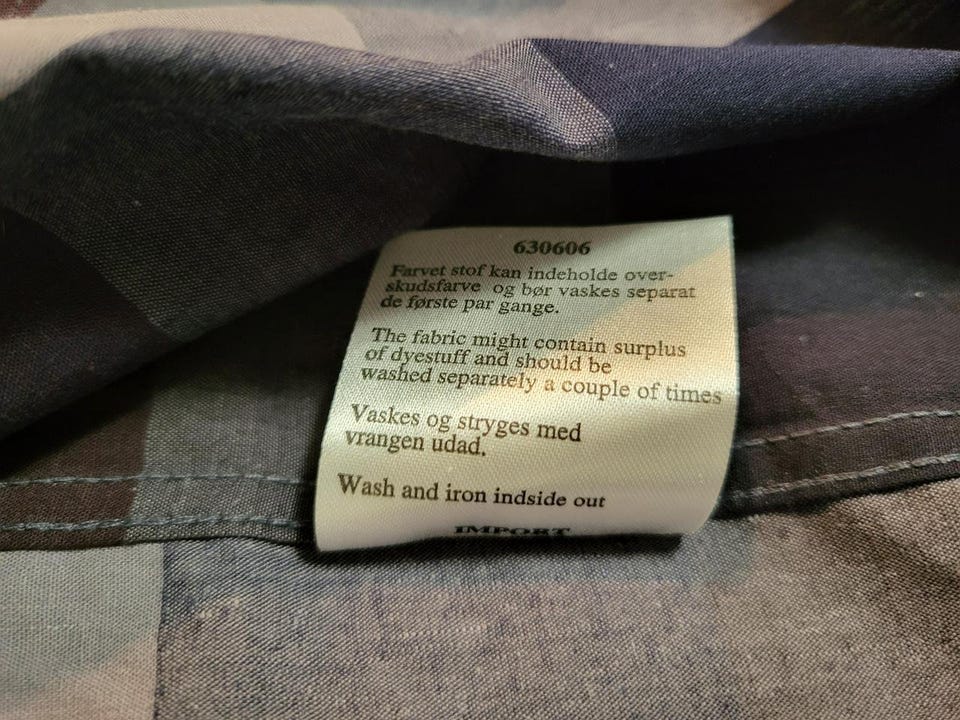 630606
Farvet stof kan indeholde over-
skudsfarve og bør vaskes separat
de første par gange.
The fabric might contain surplus
of dyestuff and should be
washed separately a couple of times
Vaskes og stryges med
vrangen udad.
Wash and iron indside out
IMPORT